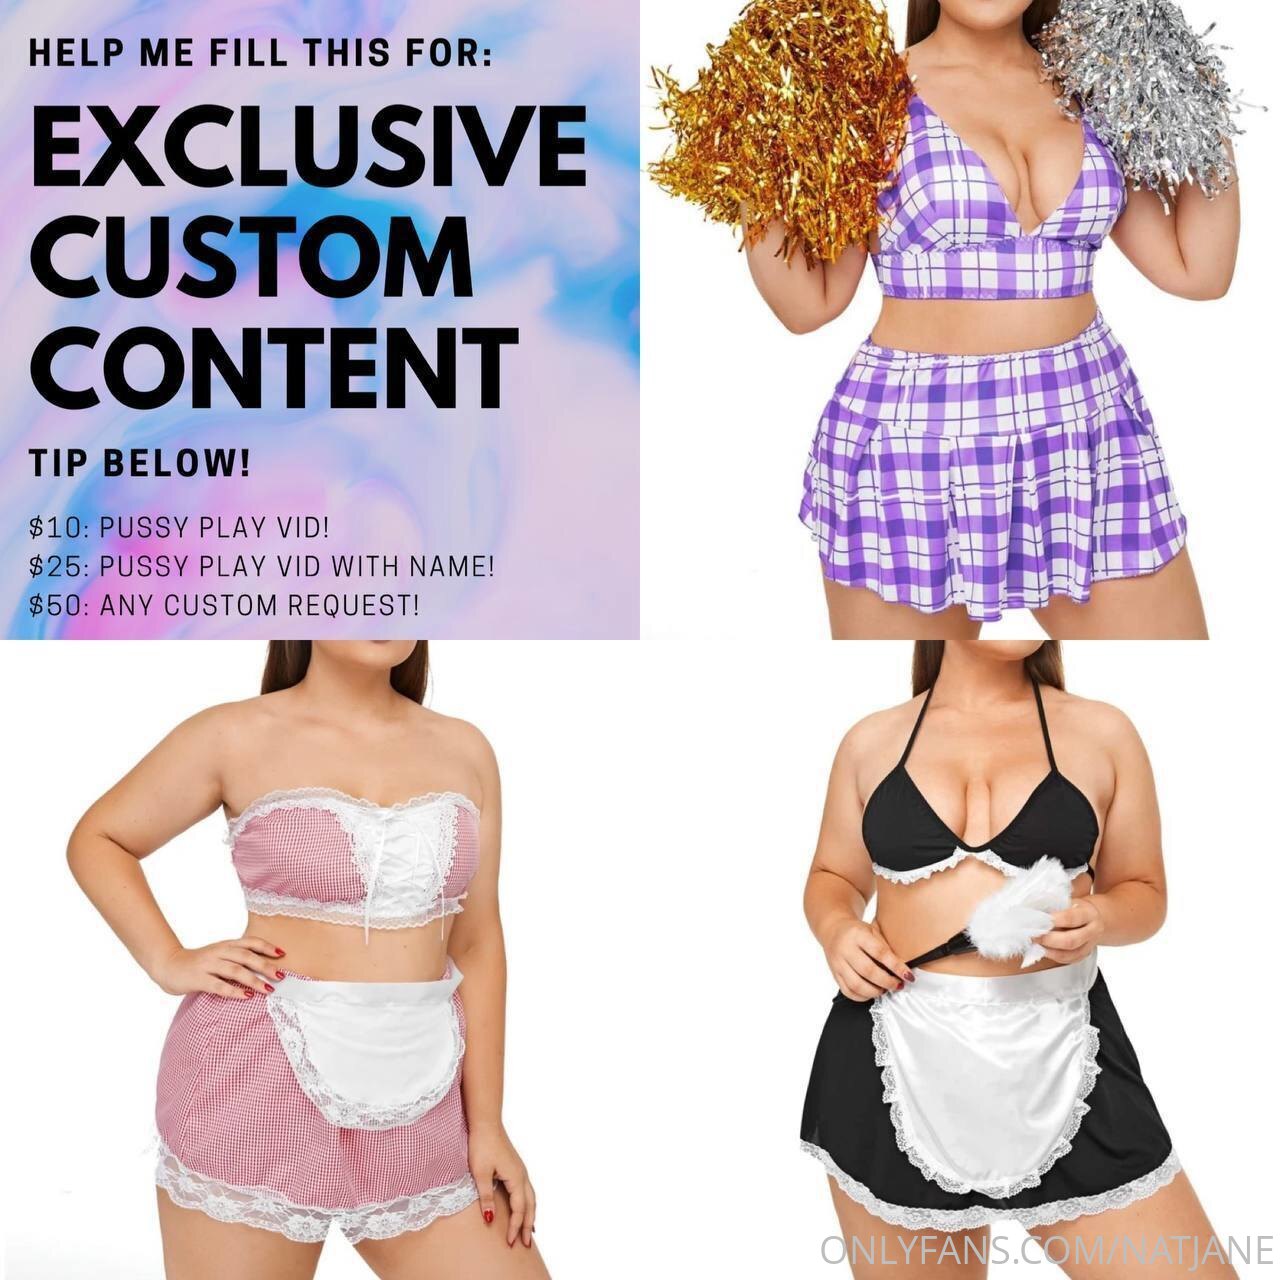 HELP ME FILL THIS FOR:
EXCLUSIVE
CUSTOM
CONTENT
TIP BELOW!
$10: PUSSY PLAY VID!
$25: PUSSY PLAY VID WITH NAME!
$50: ANY CUSTOM REQUEST!
ONLYFANS.COM/NATJANE